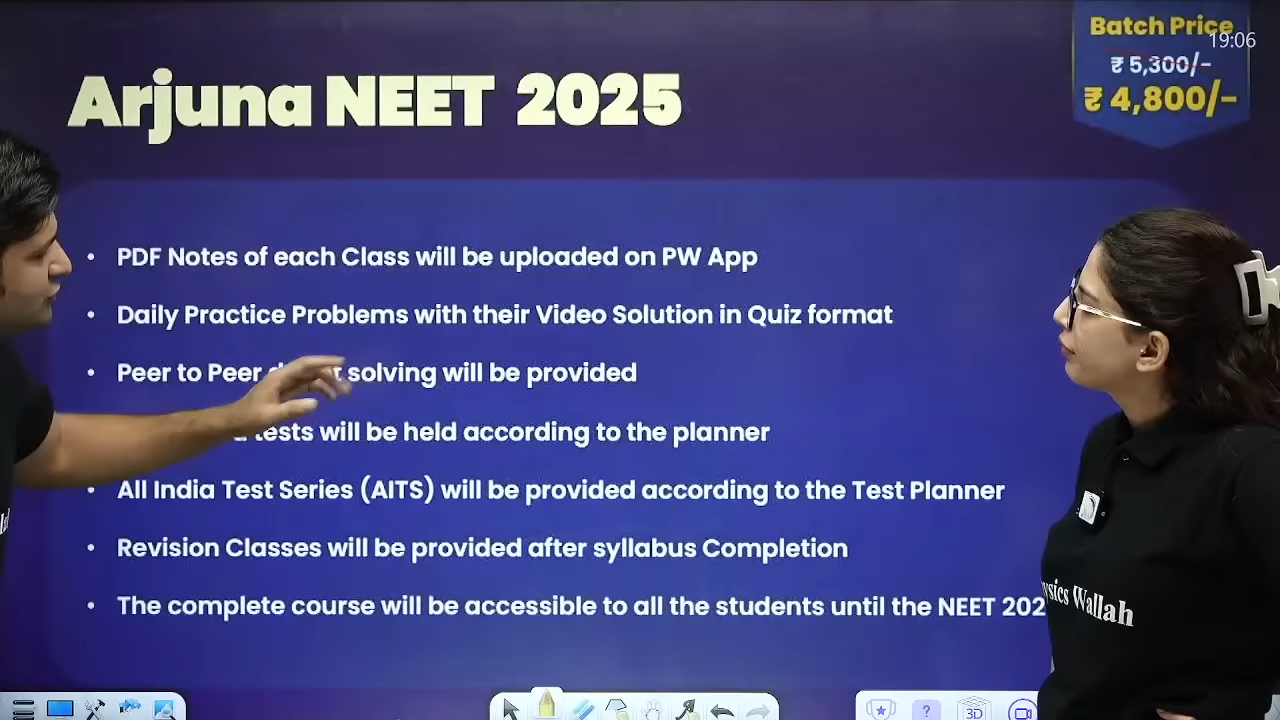 Batch Price
19:06
₹ 5,300/-
₹ 4,800/-
Arjuna NEET 2025
• PDF Notes of each Class will be uploaded on PW App
• Daily Practice Problems with their Video Solution in Quiz format
• Peer to Peer solving will be provided
tests will be held according to the planner
• All India Test Series (AITS) will be provided according to the Test Planner
• Revision Classes will be provided after syllabus Completion
• The complete course will be accessible to all the students until the NEET 202
ysics Wallah
?
3D